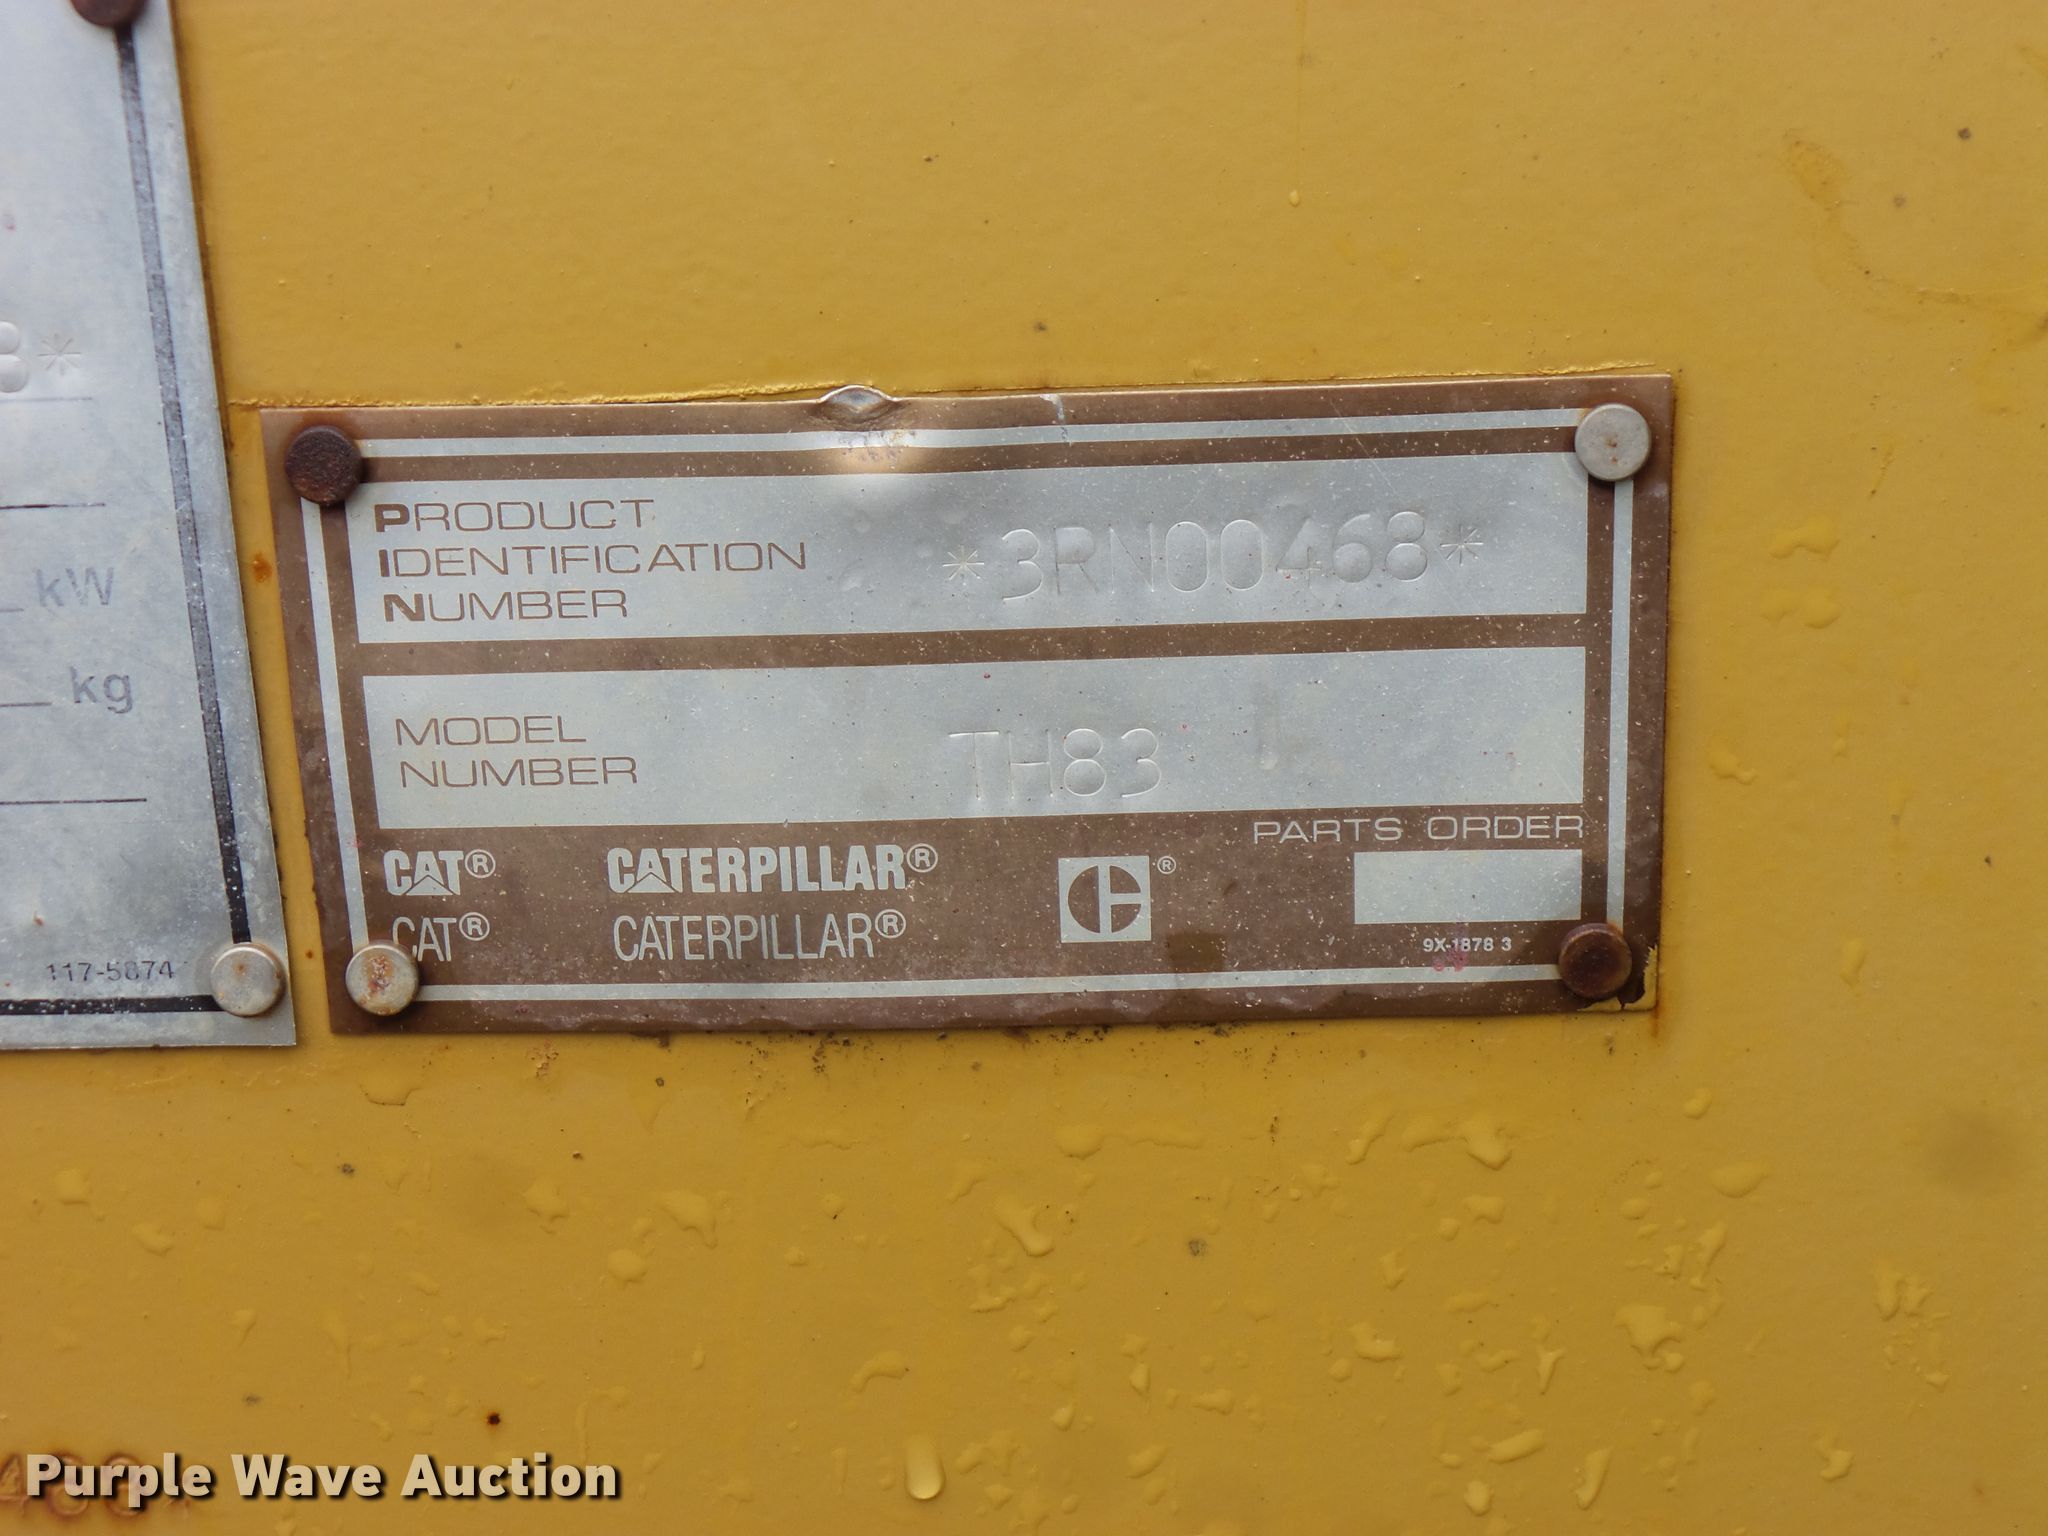 8*
kW
kg
117-5874
PRODUCT
IDENTIFICATION
NUMBER
*3RN00468*
MODEL
NUMBER
TH83
PARTS ORDER
CAT® CATERPILLAR® ®
CAT® CATERPILLAR®
9X-1878 3
Purple Wave Auction